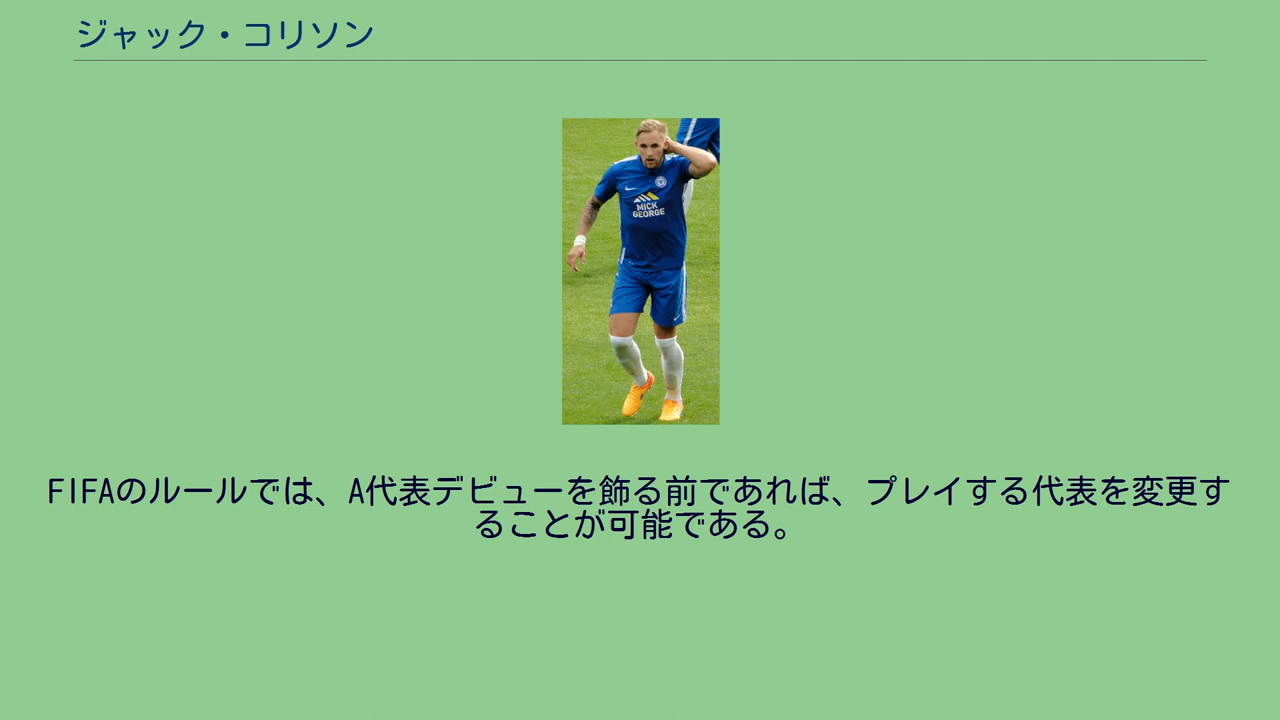 ジャック・コリソン
MICK
GEORGE
FIFAのルールでは、A代表デビューを飾る前であれば、プレイする代表を変更す
ることが可能である。